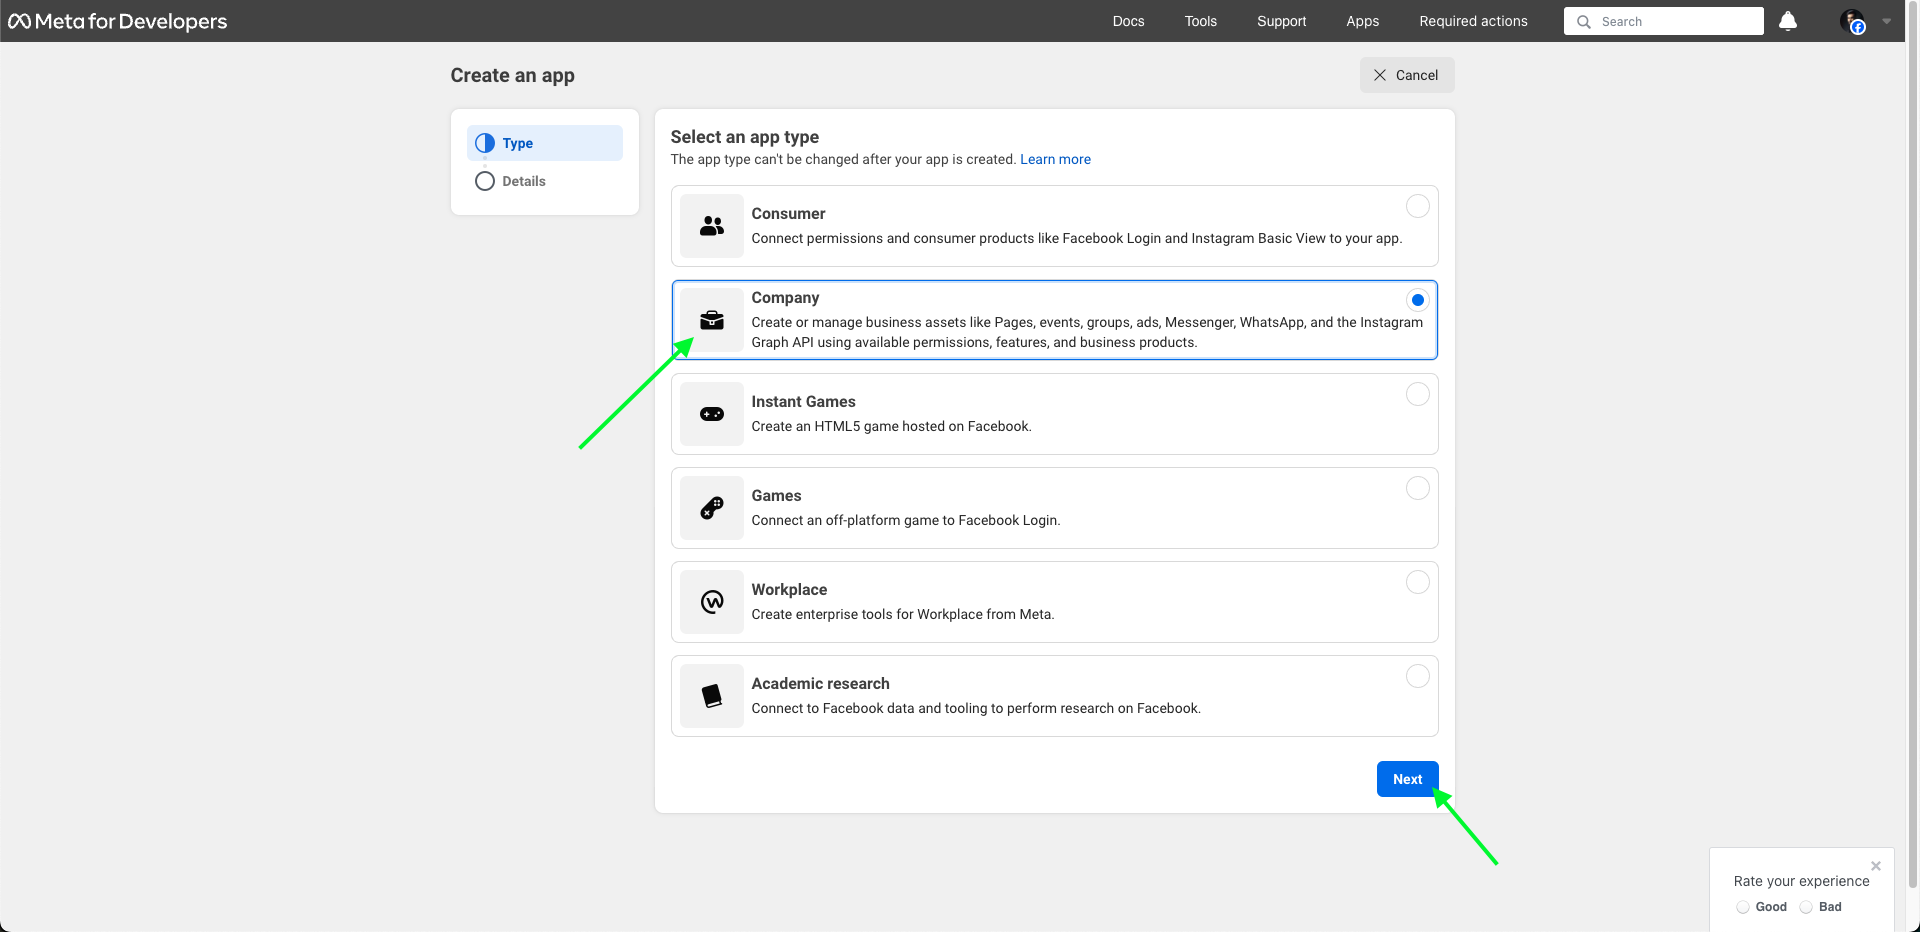 Meta for Developers
Docs
Tools
Support
Apps
Required actions
Search
Create an app
Cancel
Type
Details
Select an app type
The app type can't be changed after your app is created. Learn more
Consumer
Connect permissions and consumer products like Facebook Login and Instagram Basic View to your app.
Company
Create or manage business assets like Pages, events, groups, ads, Messenger, WhatsApp, and the Instagram
Graph API using available permissions, features, and business products.
Instant Games
Create an HTML5 game hosted on Facebook.
Games
Connect an off-platform game to Facebook Login.
Workplace
Create enterprise tools for Workplace from Meta.
Academic research
Connect to Facebook data and tooling to perform research on Facebook.
Next
Rate your experience
Good
Bad